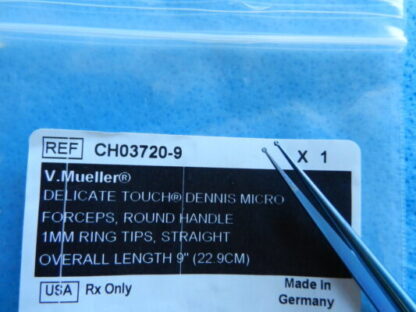 REF CH03720-9 X 1
V.Mueller®
DELICATE TOUCH® DENNIS MICRO
FORCEPS, ROUND HANDLE
1MM RING TIPS, STRAIGHT
OVERALL LENGTH 9" (22.9CM)
USA Rx Only Made in
Germany